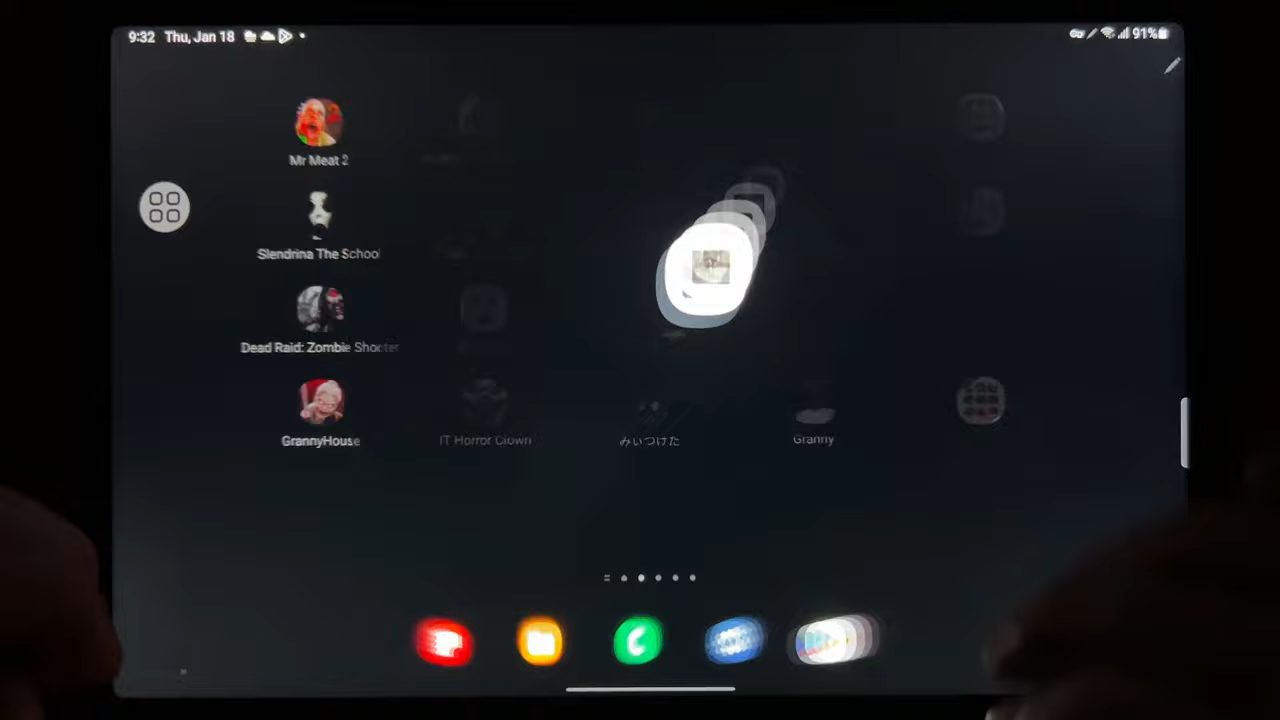 9:32 Thu, Jan 18
91%
Mr Meat 2
Slendrina The School
Dead Raid: Zombie Shooter
GrannyHouse
IT Horror Clown
みいつけた
Granny